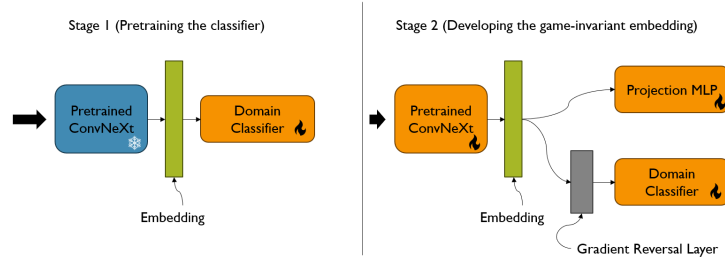 Stage 1 (Pretraining the classifier)
Pretrained
ConvNeXt
Domain
Classifier
Embedding
Stage 2 (Developing the game-invariant embedding)
Pretrained
ConvNeXt
Projection MLP
Domain
Classifier
Embedding
Gradient Reversal Layer